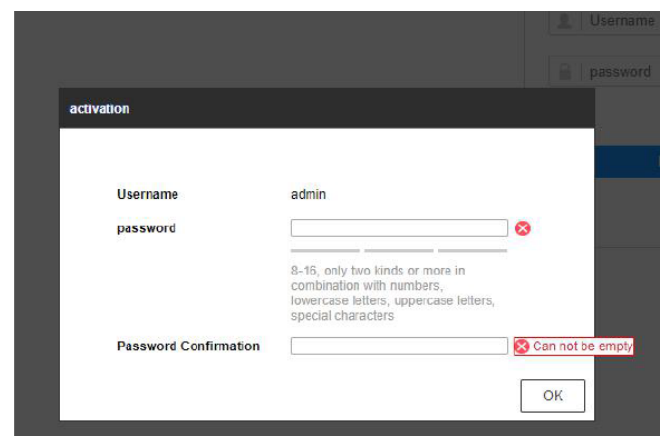 Username
password
activation
Username admin
password
8-16, only two kinds or more in
combination with numbers,
lowercase letters, uppercase letters,
special characters
Password Confirmation
Can not be empty
OK